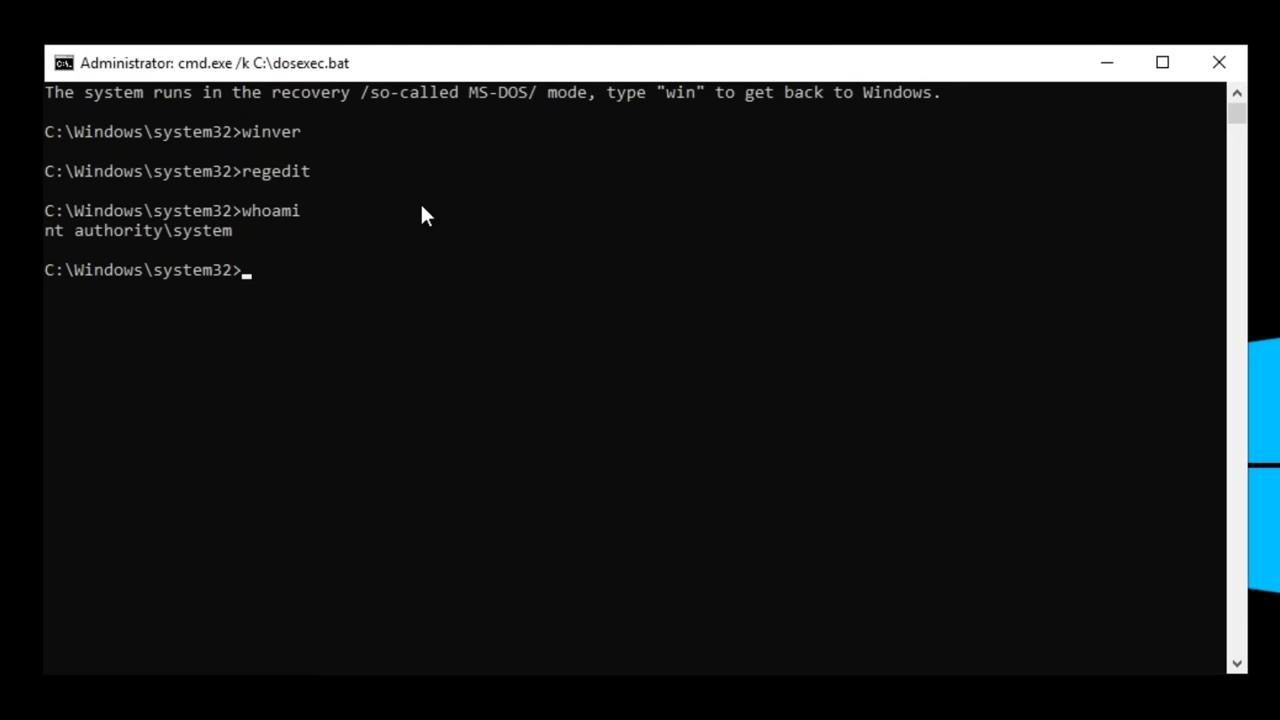 Administrator: cmd.exe /k C:\dosexec.bat
The system runs in the recovery /so-called MS-DOS/ mode, type "win" to get back to Windows.
C:\Windows\system32>winver
C:\Windows\system32>regedit
C:\Windows\system32>whoami
nt authority\system
C:\Windows\system32>